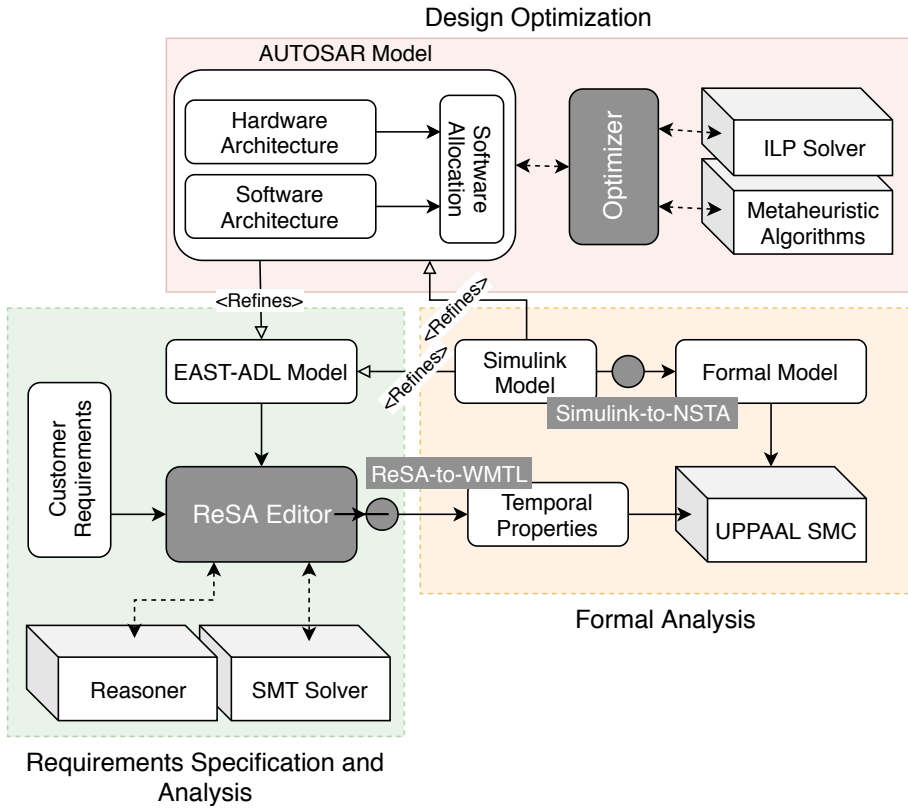 Design Optimization
AUTOSAR Model
Hardware
Architecture
Software
Architecture
Software
Allocation
Optimizer
ILP Solver
Metaheuristic
Algorithms
<Refines>
<Refines>
<Refines>
EAST-ADL Model
Simulink
Model
Formal Model
Simulink-to-NSTA
Customer
Requirements
ReSA Editor
ReSA-to-WMTL
Temporal
Properties
UPPAAL SMC
Formal Analysis
Reasoner
SMT Solver
Requirements Specification and
Analysis